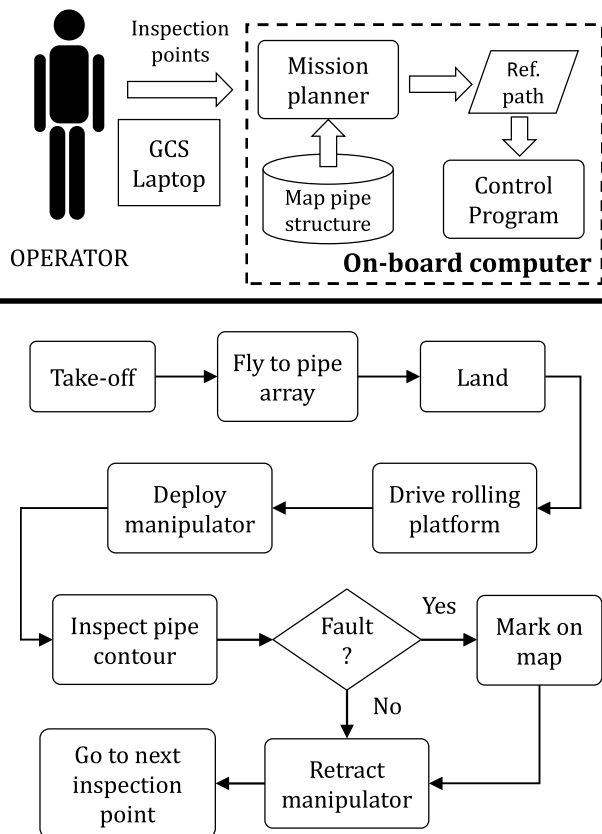 Inspection
points
GCS
Laptop
OPERATOR
Mission
planner
Ref.
path
Map pipe
structure
Control
Program
On-board computer
Take-off
Fly to pipe
array
Land
Drive rolling
platform
Deploy
manipulator
Inspect pipe
contour
Fault
?
Yes
Mark on
map
No
Retract
manipulator
Go to next
inspection
point